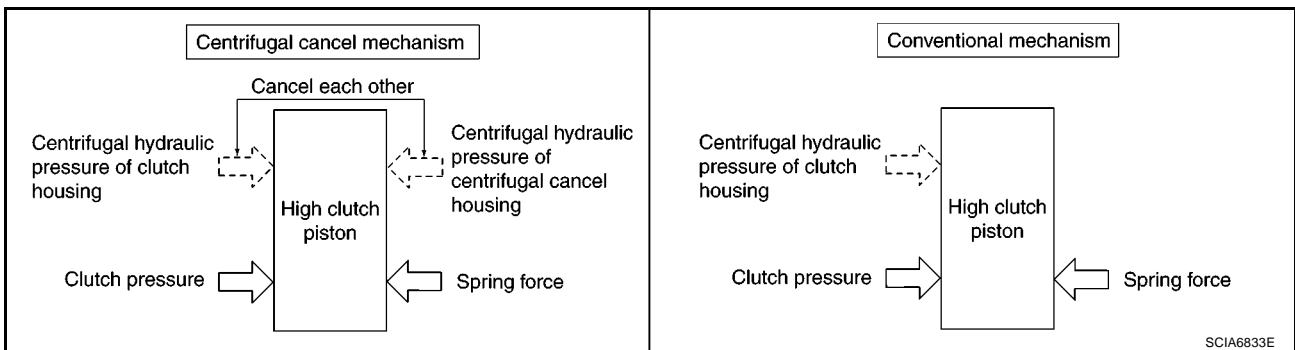 Centrifugal cancel mechanism
Cancel each other
Centrifugal hydraulic
pressure of clutch
housing
Centrifugal hydraulic
pressure of
centrifugal cancel
housing
High clutch
piston
Clutch pressure
Spring force
Conventional mechanism
Centrifugal hydraulic
pressure of clutch
housing
High clutch
piston
Clutch pressure
Spring force
SCIA6833E